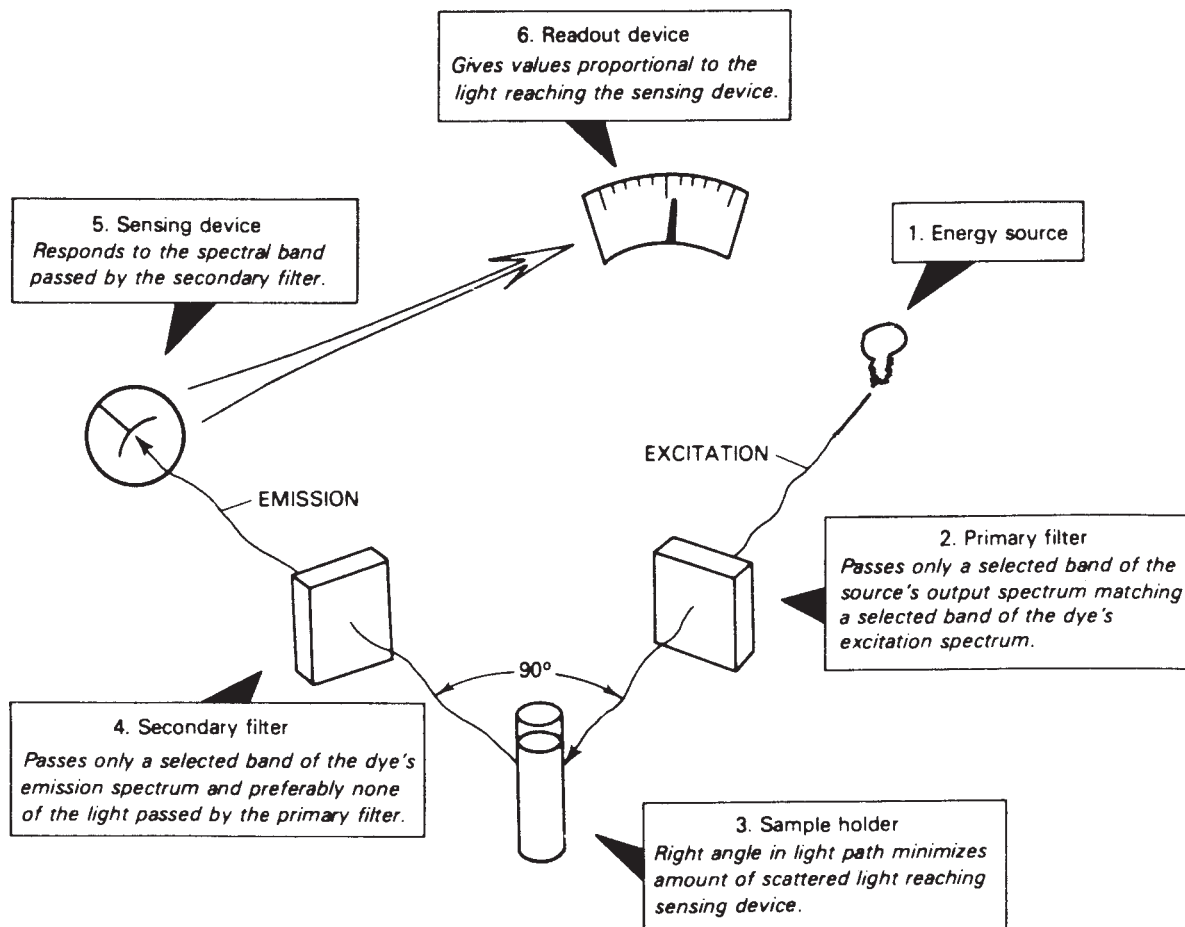 6. Readout device
Gives values proportional to the
light reaching the sensing device.
5. Sensing device
Responds to the spectral band
passed by the secondary filter.
1. Energy source
EXCITATION
EMISSION
2. Primary filter
Passes only a selected band of the
source's output spectrum matching
a selected band of the dye's
excitation spectrum.
90°
4. Secondary filter
Passes only a selected band of the dye's
emission spectrum and preferably none
of the light passed by the primary filter.
3. Sample holder
Right angle in light path minimizes
amount of scattered light reaching
sensing device.